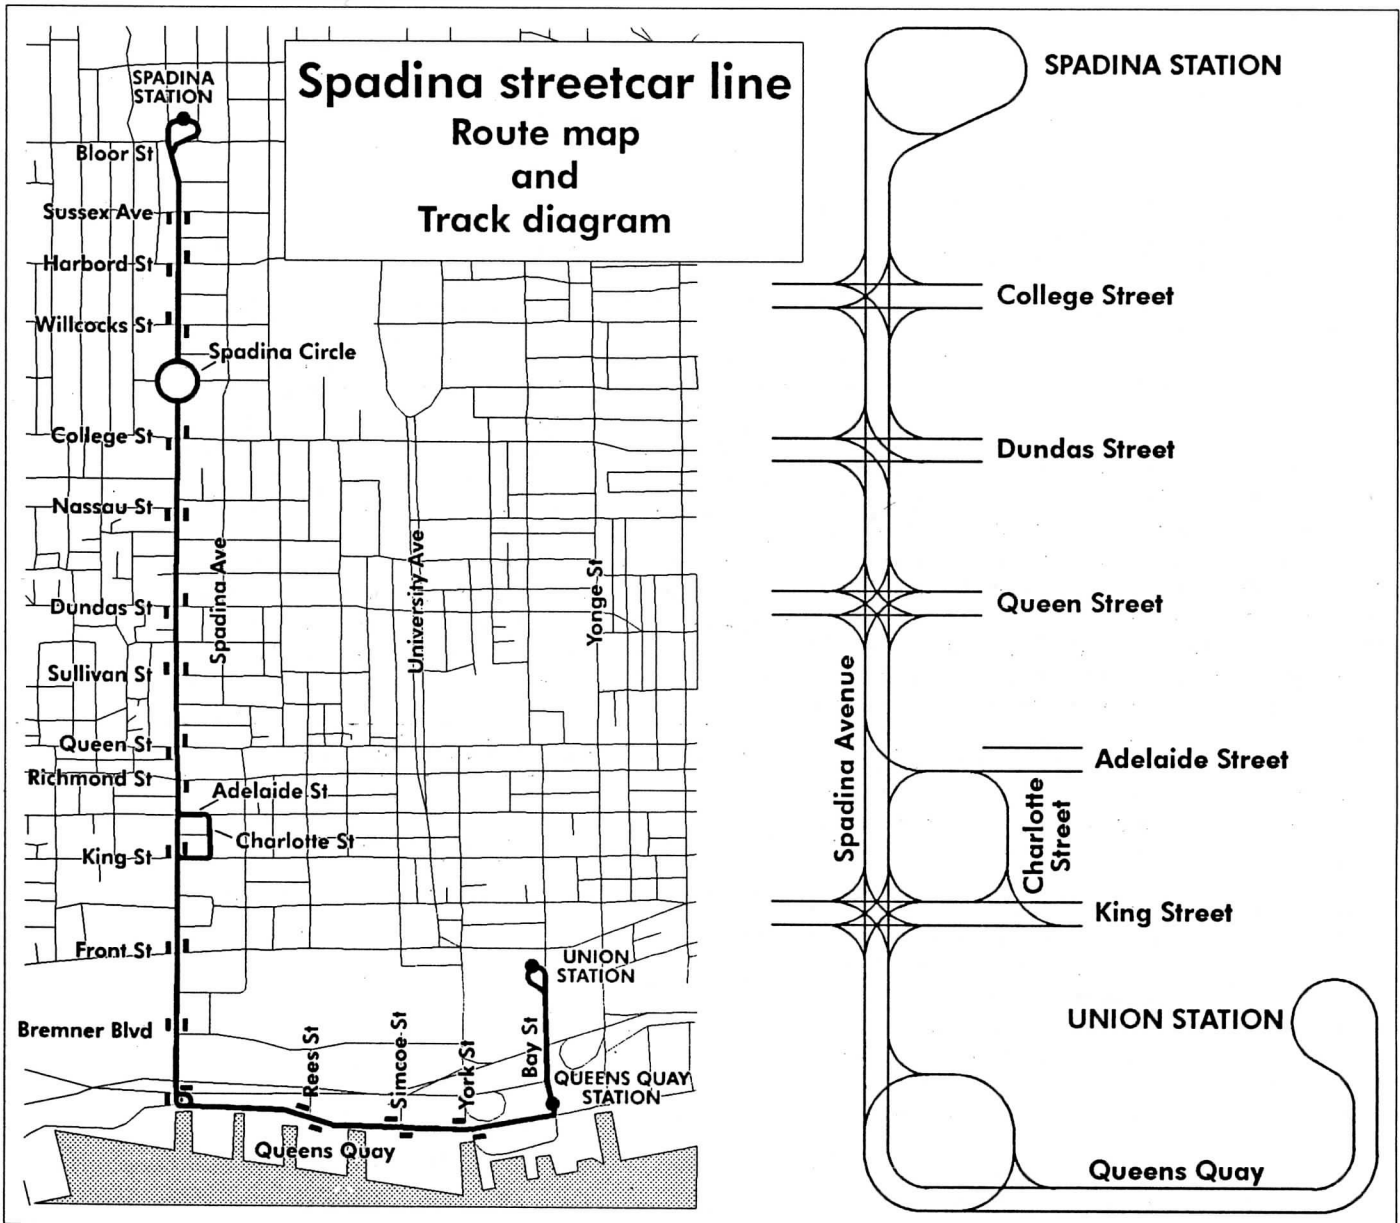 Spadina streetcar line
Route map
and
Track diagram
SPADINA
STATION
Bloor St
Sussex Ave
Harbord St
Willcocks St
Spadina Circle
College St
Nassau St
Spadina Ave
University Ave
Yonge St
Dundas St
Sullivan St
Queen St
Richmond St
Adelaide St
Charlotte St
King St
Front St
UNION
STATION
Bremner Blvd
Rees St
Simcoe St
York St
Bay St
QUEENS QUAY
STATION
Queens Quay
SPADINA STATION
College Street
Dundas Street
Queen Street
Spadina Avenue
Adelaide Street
Charlotte
Street
King Street
UNION STATION
Queens Quay